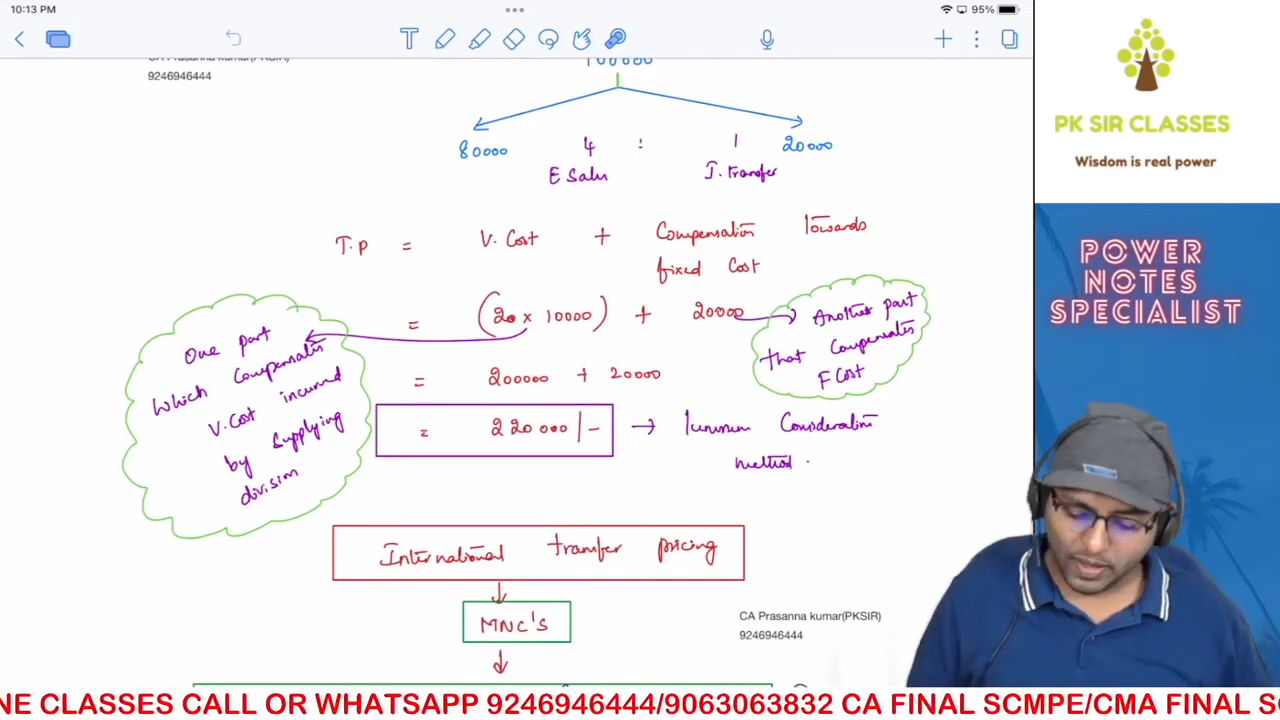 10:13 PM
95%
CA Prasanna kumar(PKSIR)
9246946444
100000
80000 4 : 1 20000
E Sales I. transfer
T.P = V. Cost + Compensation towards
fixed Cost
= (20 x 10000) + 20000
= 200000 + 20000
= 220000/-
One part
which Compensates
V.Cost incurred
by Supplying
division
Another part
that Compensates
F Cost
Consideration
method
International transfer pricing
MNC'S
CA Prasanna kumar(PKSIR)
9246946444
PK SIR CLASSES
Wisdom is real power
POWER
NOTES
SPECIALIST
NE CLASSES CALL OR WHATSAPP 9246946444/9063063832 CA FINAL SCMPE/CMA FINAL SC